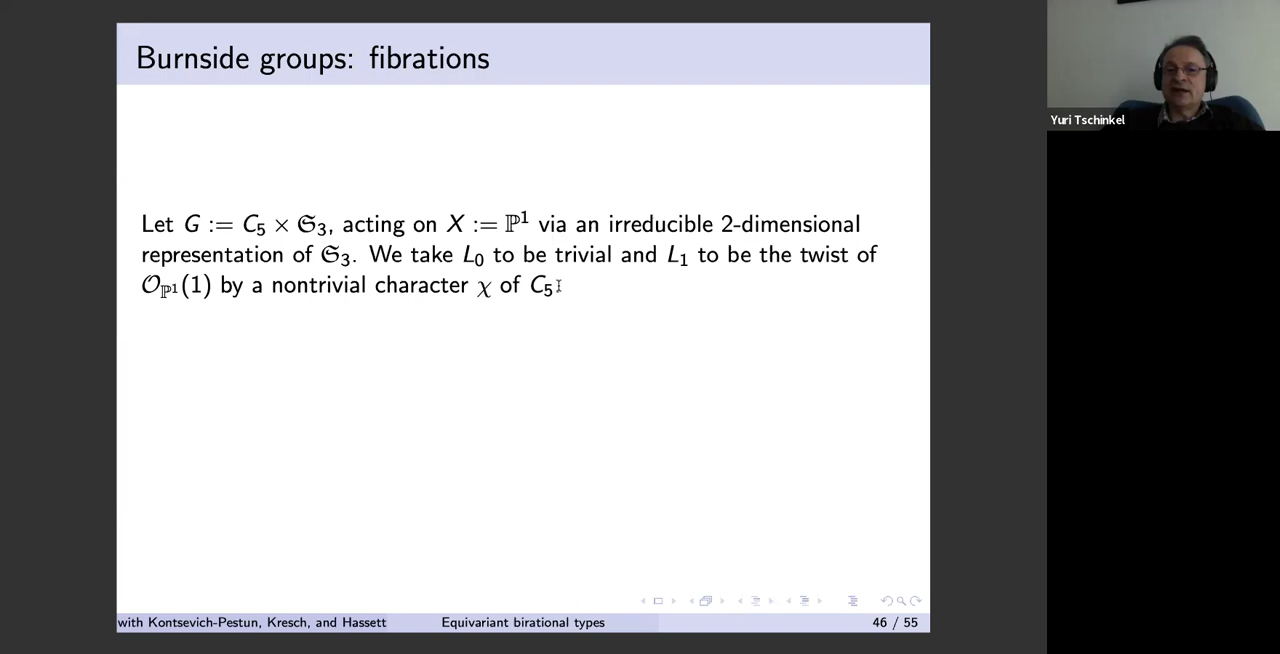 Burnside groups: fibrations
Yuri Tschinkel
Let G := C₅ × 𝔖₃, acting on X := ℙ¹ via an irreducible 2-dimensional
representation of 𝔖₃. We take L₀ to be trivial and L₁ to be the twist of
𝒪_ℙ¹(1) by a nontrivial character χ of C₅.
with Kontsevich-Pestun, Kresch, and Hassett
Equivariant birational types
46 / 55